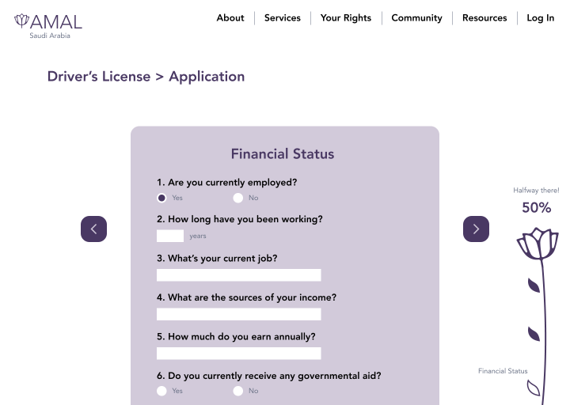 AMAL
Saudi Arabia
About Services Your Rights Community Resources Log In
Driver's License > Application
Financial Status
1. Are you currently employed?
Yes No
2. How long have you been working?
years
3. What's your current job?
4. What are the sources of your income?
5. How much do you earn annually?
6. Do you currently receive any governmental aid?
Yes No
Halfway there!
50%
Financial Status